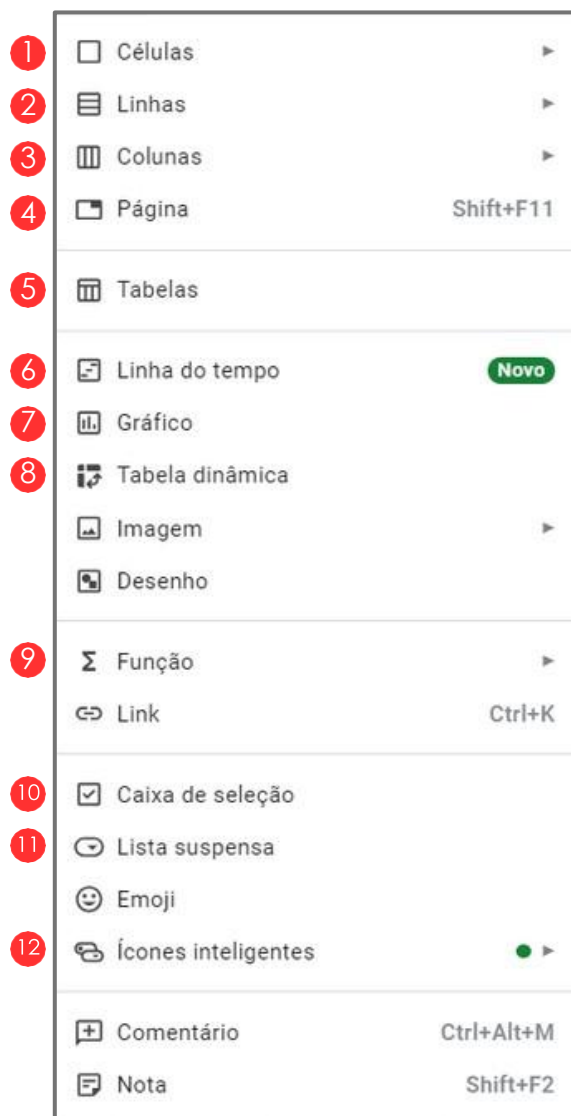 1 Células
2 Linhas
3 Colunas
4 Página Shift+F11
5 Tabelas
6 Linha do tempo Novo
7 Gráfico
8 Tabela dinâmica
Imagem
Desenho
9 Função
Link Ctrl+K
10 Caixa de seleção
11 Lista suspensa
Emoji
12 Ícones inteligentes
Comentário Ctrl+Alt+M
Nota Shift+F2